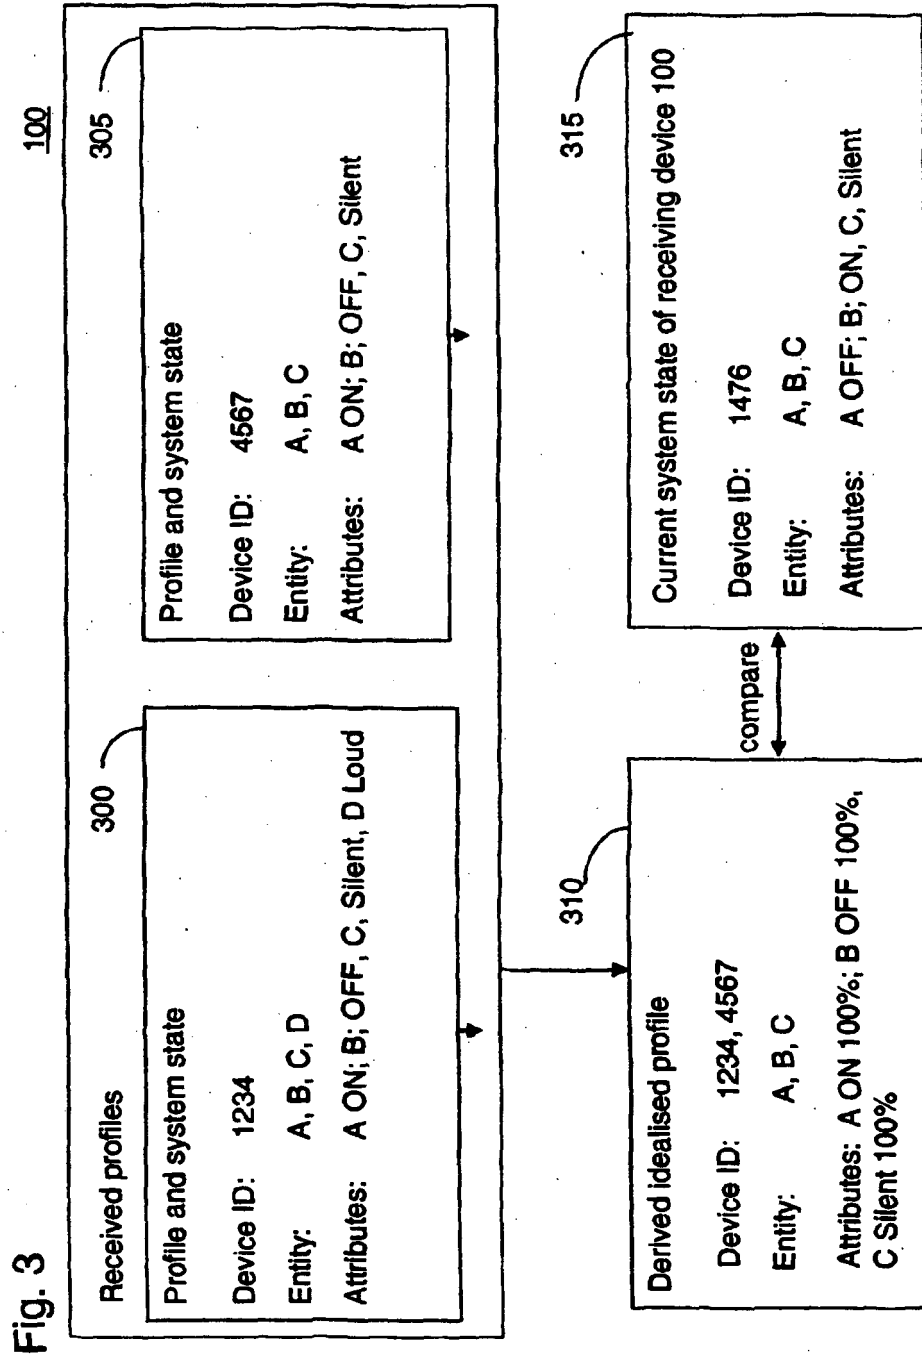 Fig. 3
100
Received profiles
300
Profile and system state
Device ID: 1234
Entity: A, B, C, D
Attributes: A ON; B; OFF, C, Silent, D Loud
305
Profile and system state
Device ID: 4567
Entity: A, B, C
Attributes: A ON; B; OFF, C, Silent
310
Derived idealised profile
Device ID: 1234, 4567
Entity: A, B, C
Attributes: A ON 100%; B OFF 100%,
C Silent 100%
compare
315
Current system state of receiving device 100
Device ID: 1476
Entity: A, B, C
Attributes: A OFF; B; ON, C, Silent